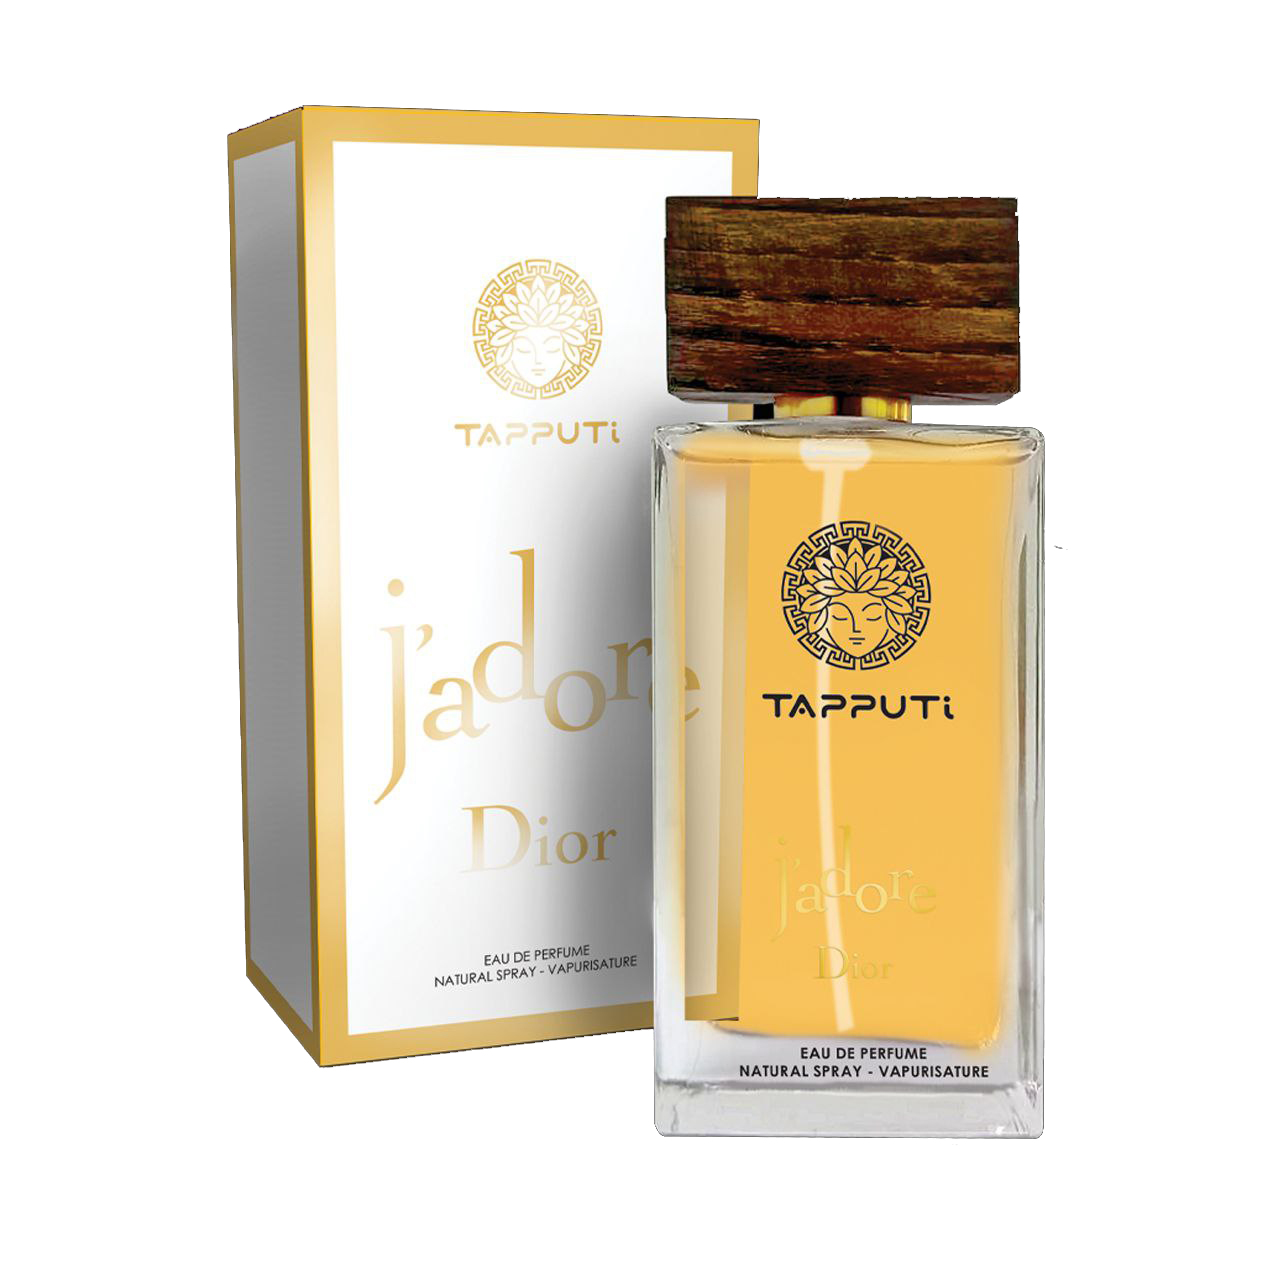 TAPPUTi
j'adore
Dior
EAU DE PERFUME
NATURAL SPRAY - VAPURISATURE
TAPPUTi
j'adore
Dior
EAU DE PERFUME
NATURAL SPRAY - VAPURISATURE